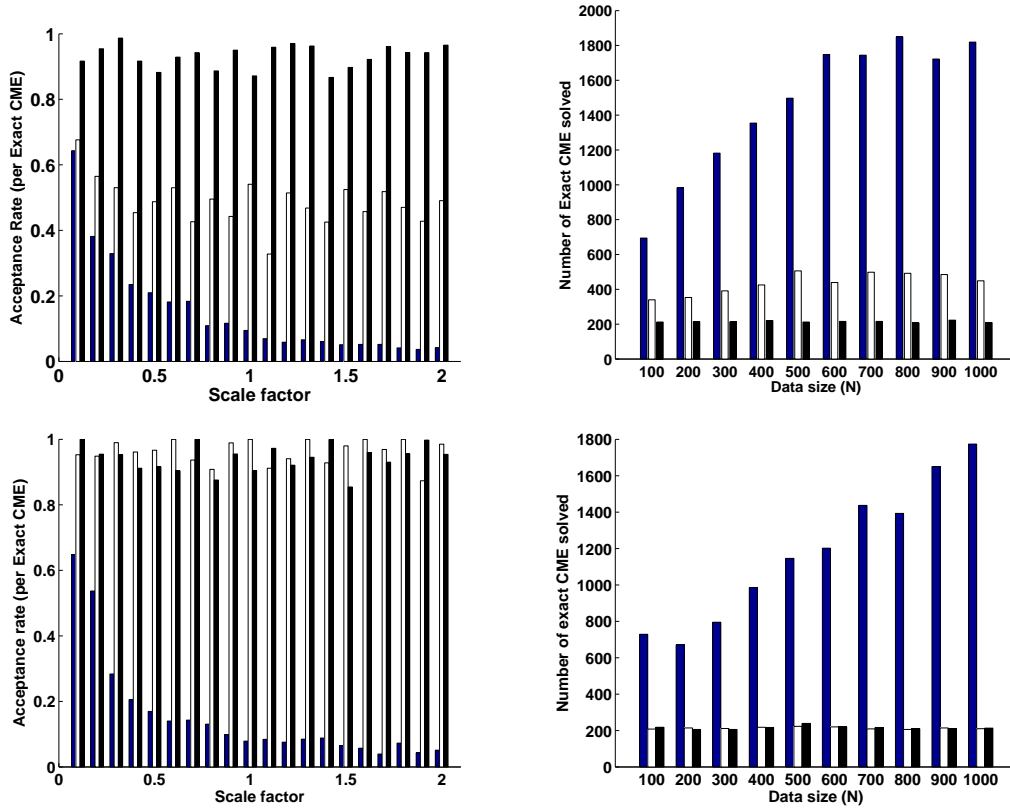 1
0.8
0.6
0.4
0.2
0
Acceptance Rate (per Exact CME)
0 0.5 1 1.5 2
Scale factor
2000
1800
1600
1400
1200
1000
800
600
400
200
0
Number of Exact CME solved
100 200 300 400 500 600 700 800 900 1000
Data size (N)
1
0.8
0.6
0.4
0.2
0
Acceptance rate (per Exact CME)
0 0.5 1 1.5 2
Scale factor
1800
1600
1400
1200
1000
800
600
400
200
0
Number of exact CME solved
100 200 300 400 500 600 700 800 900 1000
Data size (N)